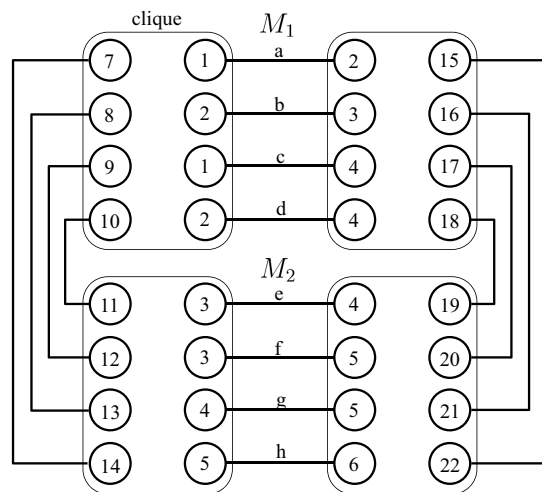 clique M₁
7 1 a 2 15
8 2 b 3 16
9 1 c 4 17
10 2 d 4 18
M₂
11 3 e 4 19
12 3 f 5 20
13 4 g 5 21
14 5 h 6 22